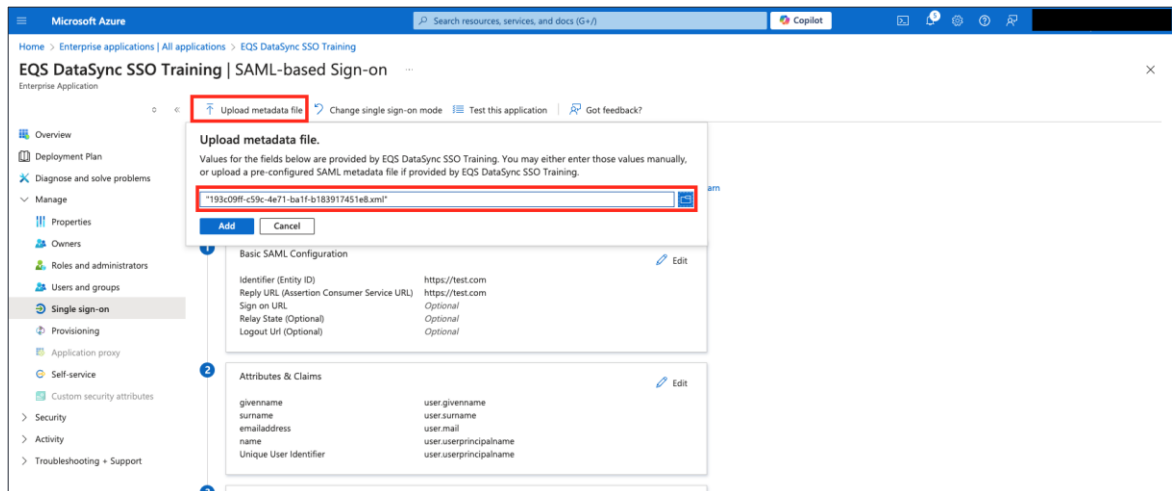 Microsoft Azure
Search resources, services, and docs (G+/)
Copilot
5
Home > Enterprise applications | All applications > EQS DataSync SSO Training
EQS DataSync SSO Training | SAML-based Sign-on ...
Enterprise Application
Upload metadata file
Change single sign-on mode
Test this application
Got feedback?
Overview
Deployment Plan
Diagnose and solve problems
Manage
Properties
Owners
Roles and administrators
Users and groups
Single sign-on
Provisioning
Application proxy
Self-service
Custom security attributes
Security
Activity
Troubleshooting + Support
Upload metadata file.
Values for the fields below are provided by EQS DataSync SSO Training. You may either enter those values manually,
or upload a pre-configured SAML metadata file if provided by EQS DataSync SSO Training.
"193c09ff-c59c-4e71-ba1f-b183917451e8.xml"
Add
Cancel
arn
1
Basic SAML Configuration
Edit
Identifier (Entity ID) https://test.com
Reply URL (Assertion Consumer Service URL) https://test.com
Sign on URL Optional
Relay State (Optional) Optional
Logout Url (Optional) Optional
2
Attributes & Claims
Edit
givenname user.givenname
surname user.surname
emailaddress user.mail
name user.userprincipalname
Unique User Identifier user.userprincipalname
3